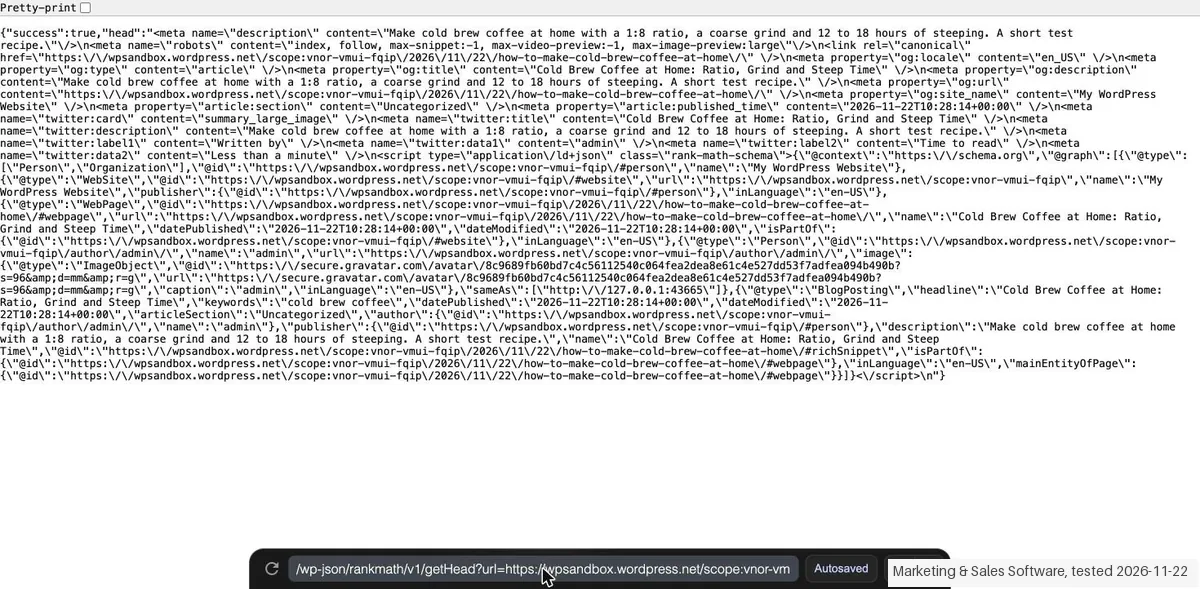 Pretty-print
{"success":true,"head":"<meta name=\"description\" content=\"Make cold brew coffee at home with a 1:8 ratio, a coarse grind and 12 to 18 hours of steeping. A short test
recipe.\"\/>\n<meta name=\"robots\" content=\"index, follow, max-snippet:-1, max-video-preview:-1, max-image-preview:large\"\/>\n<link rel=\"canonical\"
href=\"https:\/\/wpsandbox.wordpress.net\/scope:vnor-vmui-fqip\/2026\/11\/22\/how-to-make-cold-brew-coffee-at-home\/\" \/>\n<meta property=\"og:locale\" content=\"en_US\" \/>\n<meta
property=\"og:type\" content=\"article\" \/>\n<meta property=\"og:title\" content=\"Cold Brew Coffee at Home: Ratio, Grind and Steep Time\" \/>\n<meta property=\"og:description\"
content=\"Make cold brew coffee at home with a 1:8 ratio, a coarse grind and 12 to 18 hours of steeping. A short test recipe.\" \/>\n<meta property=\"og:url\"
content=\"https:\/\/wpsandbox.wordpress.net\/scope:vnor-vmui-fqip\/2026\/11\/22\/how-to-make-cold-brew-coffee-at-home\/\" \/>\n<meta property=\"og:site_name\" content=\"My WordPress
Website\" \/>\n<meta property=\"article:section\" content=\"Uncategorized\" \/>\n<meta property=\"article:published_time\" content=\"2026-11-22T10:28:14+00:00\" \/>\n<meta
name=\"twitter:card\" content=\"summary_large_image\" \/>\n<meta name=\"twitter:title\" content=\"Cold Brew Coffee at Home: Ratio, Grind and Steep Time\" \/>\n<meta
name=\"twitter:description\" content=\"Make cold brew coffee at home with a 1:8 ratio, a coarse grind and 12 to 18 hours of steeping. A short test recipe.\" \/>\n<meta
name=\"twitter:label1\" content=\"Written by\" \/>\n<meta name=\"twitter:data1\" content=\"admin\" \/>\n<meta name=\"twitter:label2\" content=\"Time to read\" \/>\n<meta
name=\"twitter:data2\" content=\"Less than a minute\" \/>\n<script type=\"application\/ld+json\" class=\"rank-math-schema\">{\"@context\":\"https:\/\/schema.org\",\"@graph\":[{\"@type\":
[\"Person\",\"Organization\"],\"@id\":\"https:\/\/wpsandbox.wordpress.net\/scope:vnor-vmui-fqip\/#person\",\"name\":\"My WordPress Website\"},
{\"@type\":\"WebSite\",\"@id\":\"https:\/\/wpsandbox.wordpress.net\/scope:vnor-vmui-fqip\/#website\",\"url\":\"https:\/\/wpsandbox.wordpress.net\/scope:vnor-vmui-fqip\",\"name\":\"My
WordPress Website\",\"publisher\":{\"@id\":\"https:\/\/wpsandbox.wordpress.net\/scope:vnor-vmui-fqip\/#person\"},\"inLanguage\":\"en-US\"},
{\"@type\":\"WebPage\",\"@id\":\"https:\/\/wpsandbox.wordpress.net\/scope:vnor-vmui-fqip\/2026\/11\/22\/how-to-make-cold-brew-coffee-at-
home\/#webpage\",\"url\":\"https:\/\/wpsandbox.wordpress.net\/scope:vnor-vmui-fqip\/2026\/11\/22\/how-to-make-cold-brew-coffee-at-home\/\",\"name\":\"Cold Brew Coffee at Home: Ratio,
Grind and Steep Time\",\"datePublished\":\"2026-11-22T10:28:14+00:00\",\"dateModified\":\"2026-11-22T10:28:14+00:00\",\"isPartOf\":
{\"@id\":\"https:\/\/wpsandbox.wordpress.net\/scope:vnor-vmui-fqip\/#website\"},\"inLanguage\":\"en-US\"},{\"@type\":\"Person\",\"@id\":\"https:\/\/wpsandbox.wordpress.net\/scope:vnor-
vmui-fqip\/author\/admin\/\",\"name\":\"admin\",\"url\":\"https:\/\/wpsandbox.wordpress.net\/scope:vnor-vmui-fqip\/author\/admin\/\",\"image\":
{\"@type\":\"ImageObject\",\"@id\":\"https:\/\/secure.gravatar.com\/avatar\/8c9689fb60bd7c4c56112540c064fea2dea8e61c4e527dd53f7adfea094b490b?
s=96&amp;d=mm&amp;r=g\",\"url\":\"https:\/\/secure.gravatar.com\/avatar\/8c9689fb60bd7c4c56112540c064fea2dea8e61c4e527dd53f7adfea094b490b?
s=96&amp;d=mm&amp;r=g\",\"caption\":\"admin\",\"inLanguage\":\"en-US\"},\"sameAs\":[\"http:\/\/127.0.0.1:43665\"]},{\"@type\":\"BlogPosting\",\"headline\":\"Cold Brew Coffee at Home:
Ratio, Grind and Steep Time\",\"keywords\":\"cold brew coffee\",\"datePublished\":\"2026-11-22T10:28:14+00:00\",\"dateModified\":\"2026-11-
22T10:28:14+00:00\",\"articleSection\":\"Uncategorized\",\"author\":{\"@id\":\"https:\/\/wpsandbox.wordpress.net\/scope:vnor-vmui-
fqip\/author\/admin\/\",\"name\":\"admin\"},\"publisher\":{\"@id\":\"https:\/\/wpsandbox.wordpress.net\/scope:vnor-vmui-fqip\/#person\"},\"description\":\"Make cold brew coffee at home
with a 1:8 ratio, a coarse grind and 12 to 18 hours of steeping. A short test recipe.\",\"name\":\"Cold Brew Coffee at Home: Ratio, Grind and Steep
Time\",\"@id\":\"https:\/\/wpsandbox.wordpress.net\/scope:vnor-vmui-fqip\/2026\/11\/22\/how-to-make-cold-brew-coffee-at-home\/#richSnippet\",\"isPartOf\":
{\"@id\":\"https:\/\/wpsandbox.wordpress.net\/scope:vnor-vmui-fqip\/2026\/11\/22\/how-to-make-cold-brew-coffee-at-home\/#webpage\"},\"inLanguage\":\"en-US\",\"mainEntityOfPage\":
{\"@id\":\"https:\/\/wpsandbox.wordpress.net\/scope:vnor-vmui-fqip\/2026\/11\/22\/how-to-make-cold-brew-coffee-at-home\/#webpage\"}}]}<\/script>\n"}
/wp-json/rankmath/v1/getHead?url=https://wpsandbox.wordpress.net/scope:vnor-vm
Autosaved
Marketing & Sales Software, tested 2026-11-22